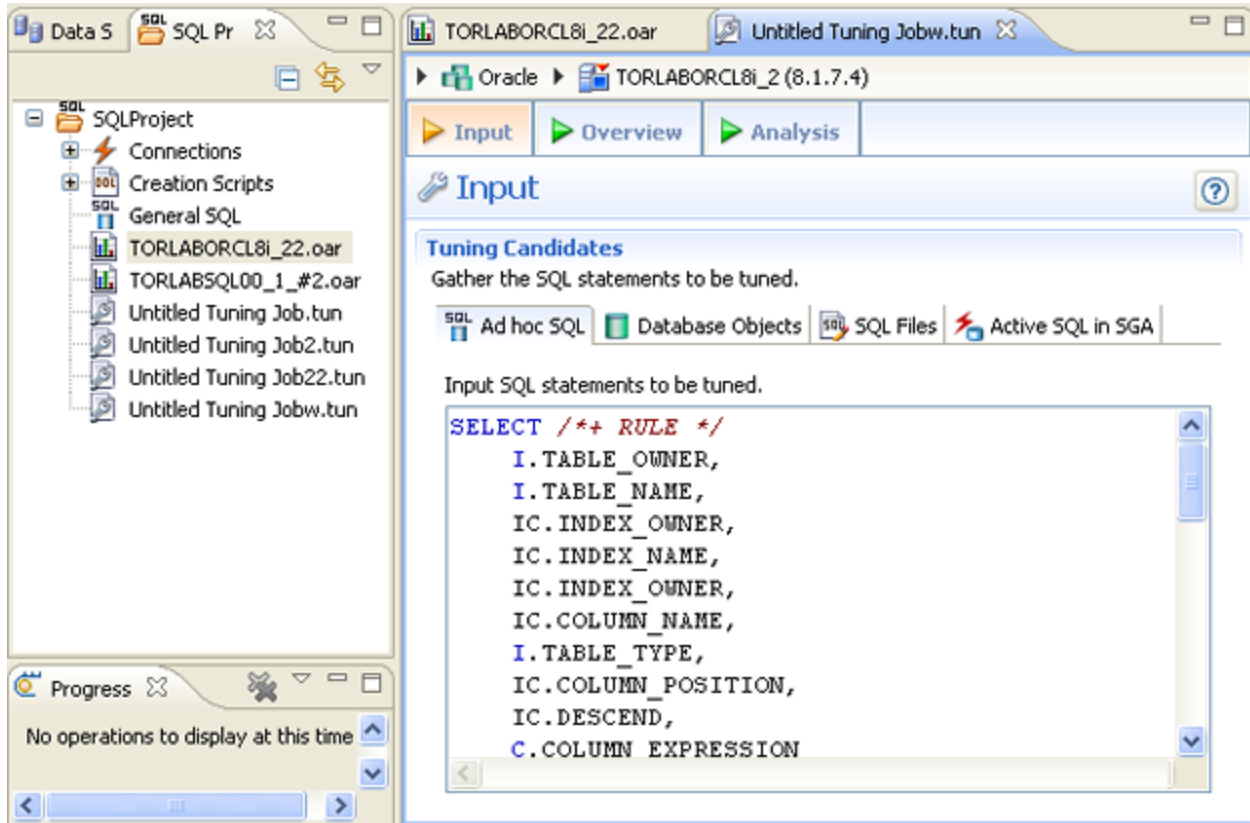 Data S
SQL Pr
SQLProject
Connections
Creation Scripts
General SQL
TORLABORCL8i_22.oar
TORLABSQL00_1_#2.oar
Untitled Tuning Job.tun
Untitled Tuning Job2.tun
Untitled Tuning Job22.tun
Untitled Tuning Jobw.tun
Progress
No operations to display at this time
TORLABORCL8i_22.oar
Untitled Tuning Jobw.tun
Oracle
TORLABORCL8i_2 (8.1.7.4)
Input Overview Analysis
Input
Tuning Candidates
Gather the SQL statements to be tuned.
Ad hoc SQL Database Objects SQL Files Active SQL in SGA
Input SQL statements to be tuned.
SELECT /*+ RULE */
I.TABLE_OWNER,
I.TABLE_NAME,
IC.INDEX_OWNER,
IC.INDEX_NAME,
IC.INDEX_OWNER,
IC.COLUMN_NAME,
I.TABLE_TYPE,
IC.COLUMN_POSITION,
IC.DESCEND,
C.COLUMN_EXPRESSION